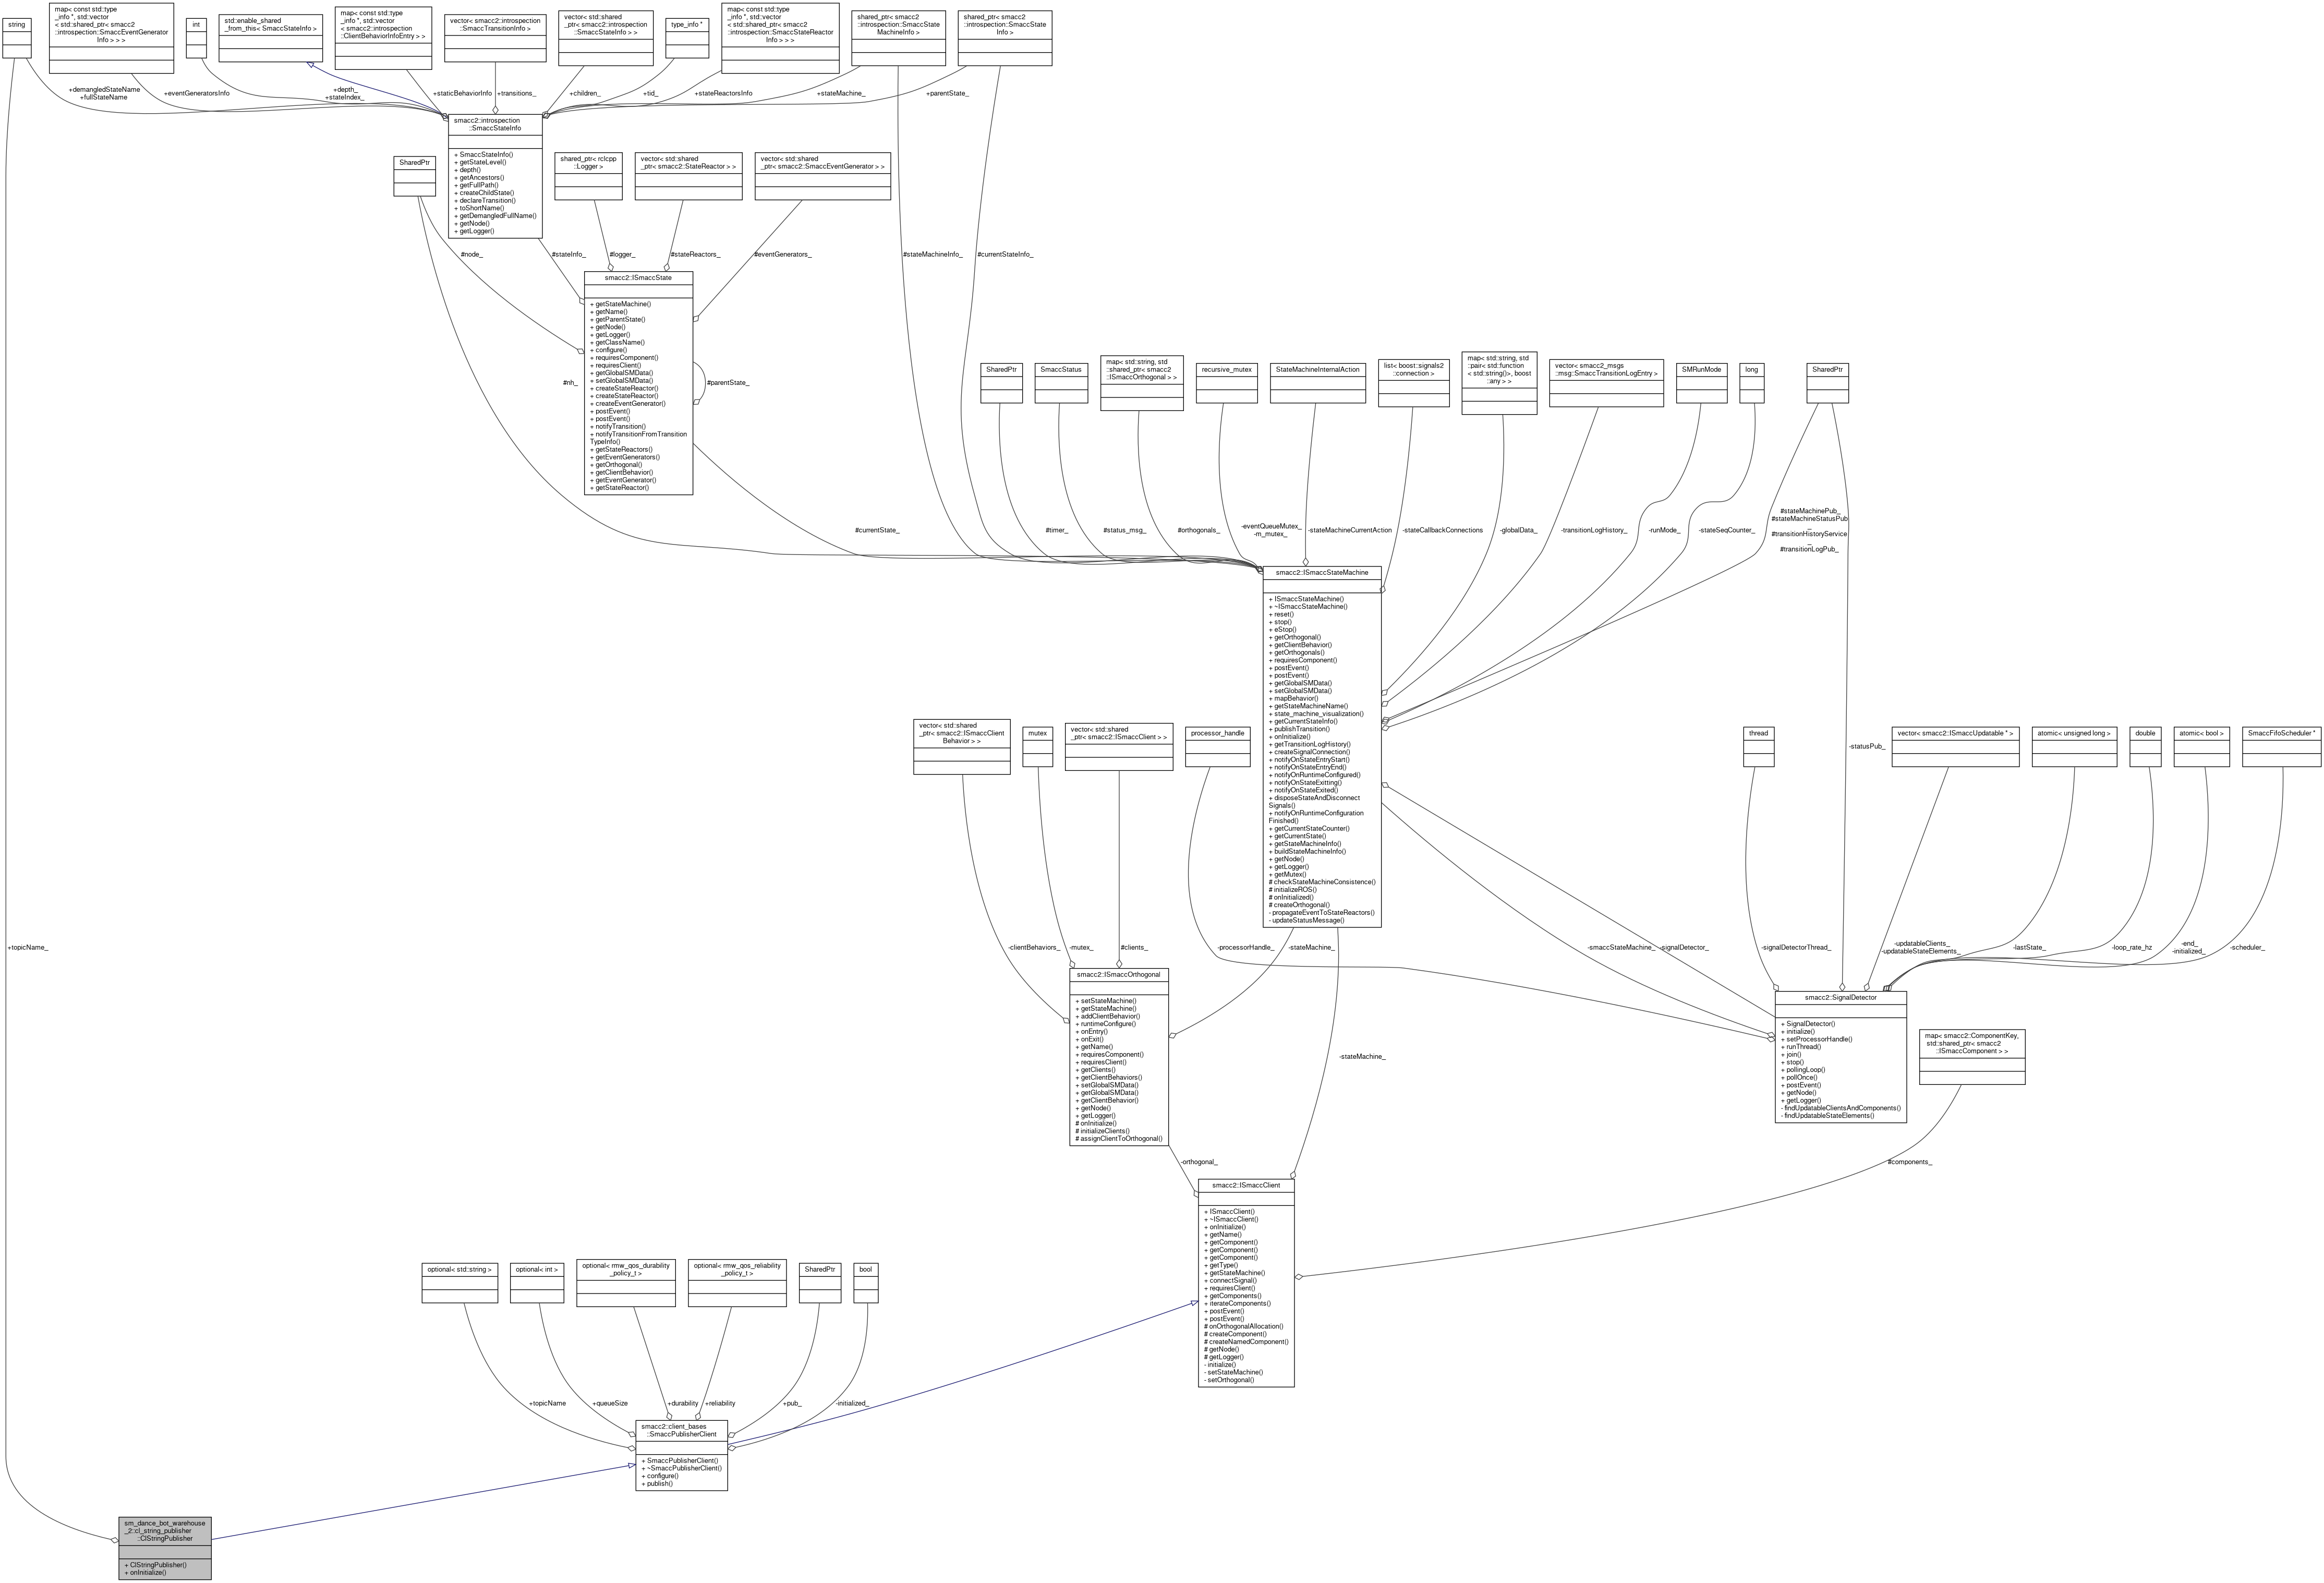 string
map< const std::type
_info *, std::vector
< std::shared_ptr< smacc2
::introspection::SmaccEventGenerator
Info > > >
int
std::enable_shared
_from_this< SmaccStateInfo >
map< const std::type
_info *, std::vector
< smacc2::introspection
::ClientBehaviorInfoEntry > >
vector< smacc2::introspection
::SmaccTransitionInfo >
vector< std::shared
_ptr< smacc2::introspection
::SmaccStateInfo > >
type_info *
map< const std::type
_info *, std::vector
< std::shared_ptr< smacc2
::introspection::SmaccStateReactor
Info > > >
shared_ptr< smacc2
::introspection::SmaccState
MachineInfo >
shared_ptr< smacc2
::introspection::SmaccState
Info >
+demangledStateName
+fullStateName
+eventGeneratorsInfo
+depth_
+stateIndex_
+staticBehaviorInfo
+transitions_
+children_
+tid_
+stateReactorsInfo
+stateMachine_
+parentState_
smacc2::introspection
::SmaccStateInfo
+ SmaccStateInfo()
+ getStateLevel()
+ depth()
+ getAncestors()
+ getFullPath()
+ createChildState()
+ declareTransition()
+ toShortName()
+ getDemangledFullName()
+ getNode()
+ getLogger()
SharedPtr
shared_ptr< rclcpp
::Logger >
vector< std::shared
_ptr< smacc2::StateReactor > >
vector< std::shared
_ptr< smacc2::SmaccEventGenerator > >
#node_
#stateInfo_
#logger_
#stateReactors_
#eventGenerators_
#stateMachineInfo_
#currentStateInfo_
smacc2::ISmaccState
+ getStateMachine()
+ getName()
+ getParentState()
+ getNode()
+ getLogger()
+ getClassName()
+ configure()
+ requiresComponent()
+ requiresClient()
+ getGlobalSMData()
+ setGlobalSMData()
+ createStateReactor()
+ createStateReactor()
+ createEventGenerator()
+ postEvent()
+ postEvent()
+ notifyTransition()
+ notifyTransitionFromTransition
TypeInfo()
+ getStateReactors()
+ getEventGenerators()
+ getOrthogonal()
+ getClientBehavior()
+ getEventGenerator()
+ getStateReactor()
#nh_
#parentState_
SharedPtr
SmaccStatus
map< std::string, std
::shared_ptr< smacc2
::ISmaccOrthogonal > >
recursive_mutex
StateMachineInternalAction
list< boost::signals2
::connection >
map< std::string, std
::pair< std::function
< std::string()>, boost
::any > >
vector< smacc2_msgs
::msg::SmaccTransitionLogEntry >
SMRunMode
long
SharedPtr
#currentState_
#timer_
#status_msg_
#orthogonals_
-eventQueueMutex_
-m_mutex_
-stateMachineCurrentAction
-stateCallbackConnections
-globalData_
-transitionLogHistory_
-runMode_
-stateSeqCounter_
#stateMachinePub_
#stateMachineStatusPub
_
#transitionHistoryService
_
#transitionLogPub_
smacc2::ISmaccStateMachine
+ ISmaccStateMachine()
+ ~ISmaccStateMachine()
+ reset()
+ stop()
+ eStop()
+ getOrthogonal()
+ getClientBehavior()
+ getOrthogonals()
+ requiresComponent()
+ postEvent()
+ postEvent()
+ getGlobalSMData()
+ setGlobalSMData()
+ mapBehavior()
+ getStateMachineName()
+ state_machine_visualization()
+ getCurrentStateInfo()
+ publishTransition()
+ onInitialize()
+ getTransitionLogHistory()
+ createSignalConnection()
+ notifyOnStateEntryStart()
+ notifyOnStateEntryEnd()
+ notifyOnRuntimeConfigured()
+ notifyOnStateExitting()
+ notifyOnStateExited()
+ disposeStateAndDisconnect
Signals()
+ notifyOnRuntimeConfiguration
Finished()
+ getCurrentStateCounter()
+ getCurrentState()
+ getStateMachineInfo()
+ buildStateMachineInfo()
+ getNode()
+ getLogger()
+ getMutex()
# checkStateMachineConsistence()
# initializeROS()
# onInitialized()
# createOrthogonal()
- propagateEventToStateReactors()
- updateStatusMessage()
vector< std::shared
_ptr< smacc2::ISmaccClient
Behavior > >
mutex
vector< std::shared
_ptr< smacc2::ISmaccClient > >
processor_handle
thread
vector< smacc2::ISmaccUpdatable * >
atomic< unsigned long >
double
atomic< bool >
SmaccFifoScheduler *
-statusPub_
+topicName_
-clientBehaviors_
-mutex_
#clients_
-processorHandle_
-stateMachine_
-smaccStateMachine_
-signalDetector_
-signalDetectorThread_
-updatableClients_
-updatableStateElements_
-lastState_
-loop_rate_hz
-end_
-initialized_
-scheduler_
smacc2::ISmaccOrthogonal
+ setStateMachine()
+ getStateMachine()
+ addClientBehavior()
+ runtimeConfigure()
+ onEntry()
+ onExit()
+ getName()
+ requiresComponent()
+ requiresClient()
+ getClients()
+ getClientBehaviors()
+ setGlobalSMData()
+ getGlobalSMData()
+ getClientBehavior()
+ getNode()
+ getLogger()
# onInitialize()
# initializeClients()
# assignClientToOrthogonal()
smacc2::SignalDetector
+ SignalDetector()
+ initialize()
+ setProcessorHandle()
+ runThread()
+ join()
+ stop()
+ pollingLoop()
+ pollOnce()
+ postEvent()
+ getNode()
+ getLogger()
- findUpdatableClientsAndComponents()
- findUpdatableStateElements()
map< smacc2::ComponentKey,
std::shared_ptr< smacc2
::ISmaccComponent > >
-stateMachine_
-orthogonal_
#components_
smacc2::ISmaccClient
+ ISmaccClient()
+ ~ISmaccClient()
+ onInitialize()
+ getName()
+ getComponent()
+ getComponent()
+ getComponent()
+ getType()
+ getStateMachine()
+ connectSignal()
+ requiresClient()
+ getComponents()
+ iterateComponents()
+ postEvent()
+ postEvent()
# onOrthogonalAllocation()
# createComponent()
# createNamedComponent()
# getNode()
# getLogger()
- initialize()
- setStateMachine()
- setOrthogonal()
optional< std::string >
optional< int >
optional< rmw_qos_durability
_policy_t >
optional< rmw_qos_reliability
_policy_t >
SharedPtr
bool
+topicName
+queueSize
+durability
+reliability
+pub_
-initialized_
smacc2::client_bases
::SmaccPublisherClient
+ SmaccPublisherClient()
+ ~SmaccPublisherClient()
+ configure()
+ publish()
sm_dance_bot_warehouse
_2::cl_string_publisher
::ClStringPublisher
+ ClStringPublisher()
+ onInitialize()